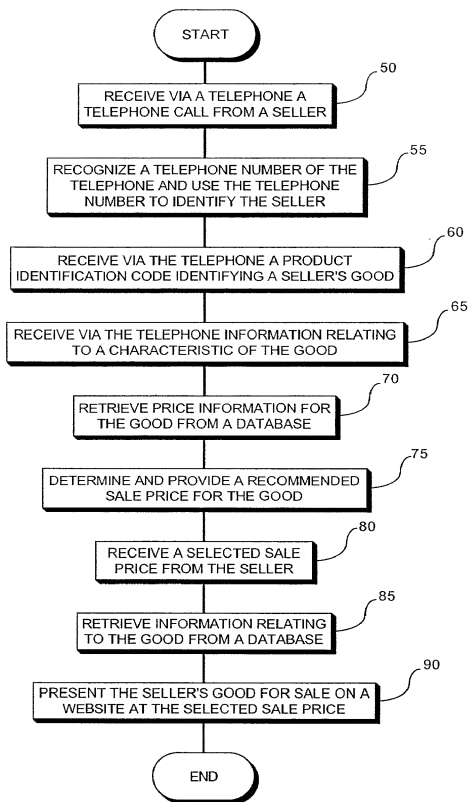 START
50
RECEIVE VIA A TELEPHONE A
TELEPHONE CALL FROM A SELLER
55
RECOGNIZE A TELEPHONE NUMBER OF THE
TELEPHONE AND USE THE TELEPHONE
NUMBER TO IDENTIFY THE SELLER
60
RECEIVE VIA THE TELEPHONE A PRODUCT
IDENTIFICATION CODE IDENTIFYING A SELLER'S GOOD
65
RECEIVE VIA THE TELEPHONE INFORMATION RELATING
TO A CHARACTERISTIC OF THE GOOD
70
RETRIEVE PRICE INFORMATION FOR
THE GOOD FROM A DATABASE
75
DETERMINE AND PROVIDE A RECOMMENDED
SALE PRICE FOR THE GOOD
80
RECEIVE A SELECTED SALE
PRICE FROM THE SELLER
85
RETRIEVE INFORMATION RELATING
TO THE GOOD FROM A DATABASE
90
PRESENT THE SELLER'S GOOD FOR SALE ON A
WEBSITE AT THE SELECTED SALE PRICE
END